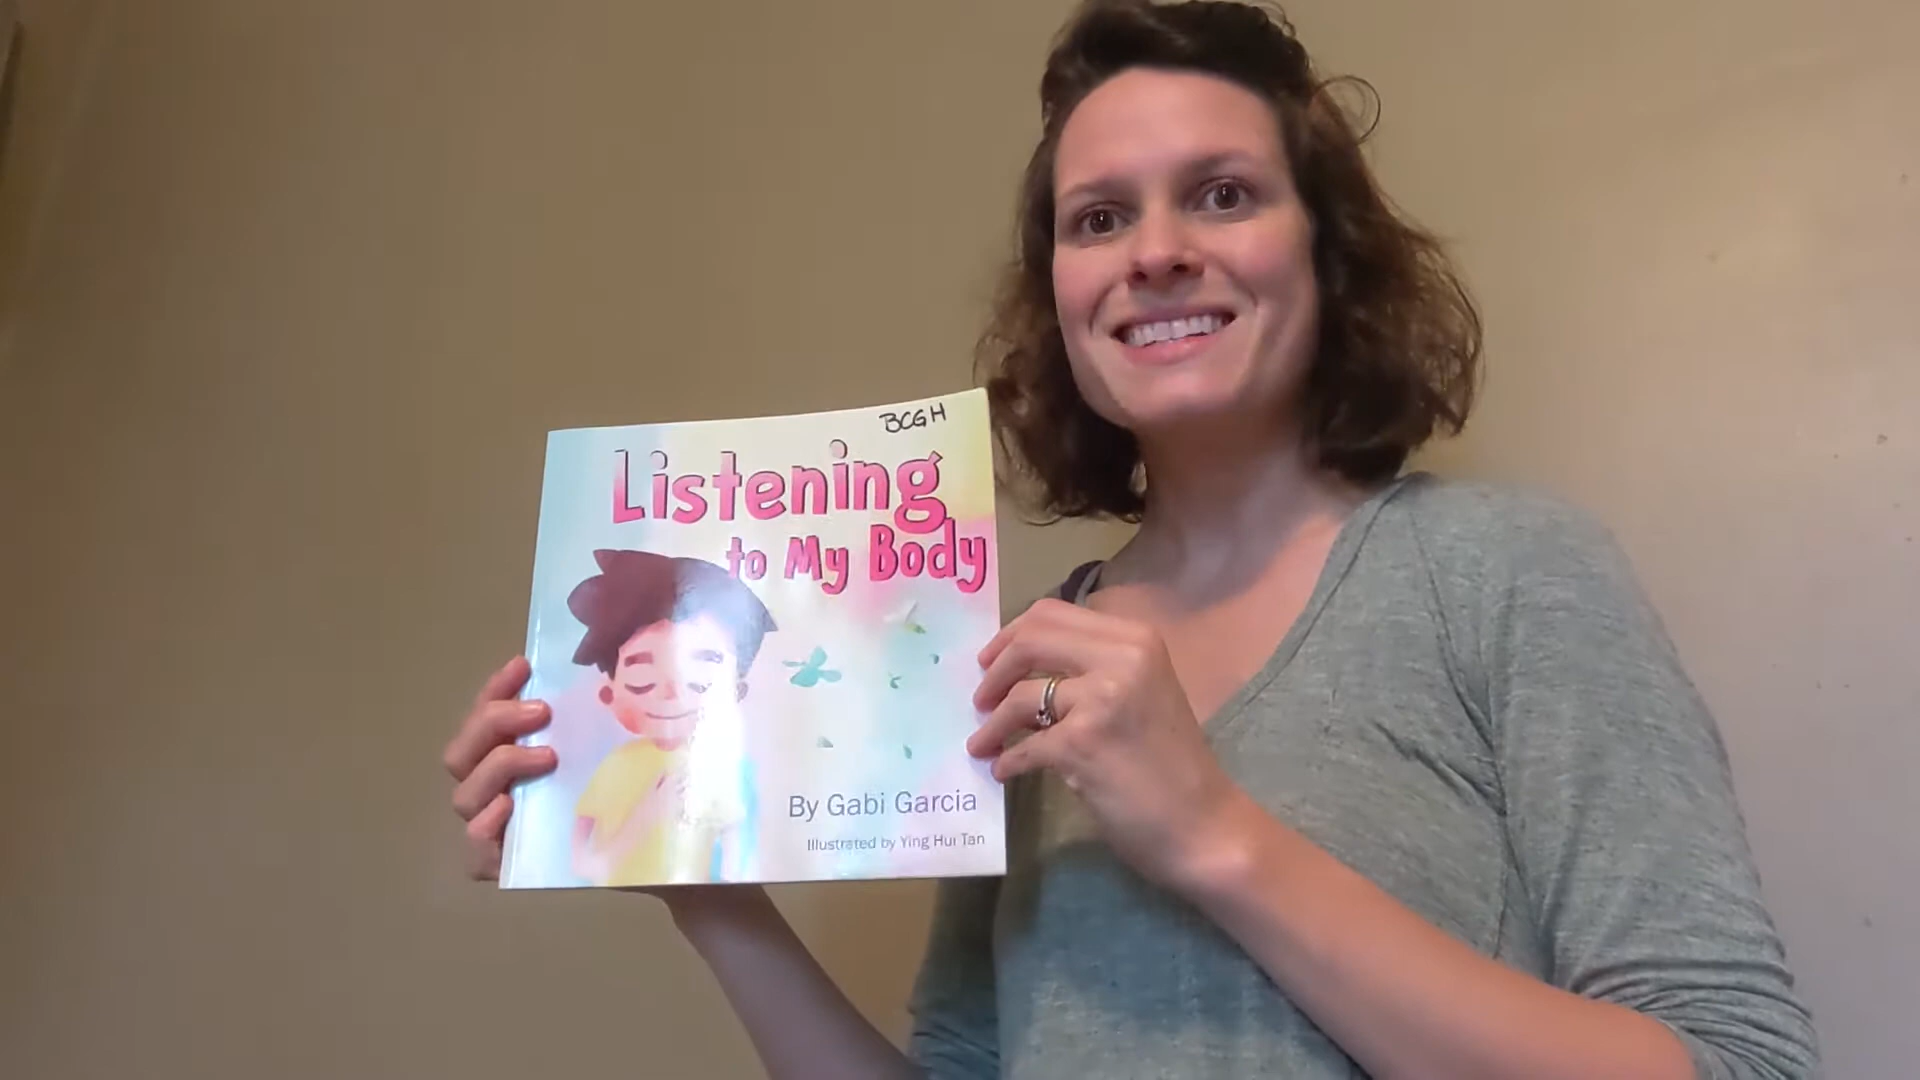 BCGH
Listening
to My Body
By Gabi Garcia
Illustrated by Ying Hui Tan